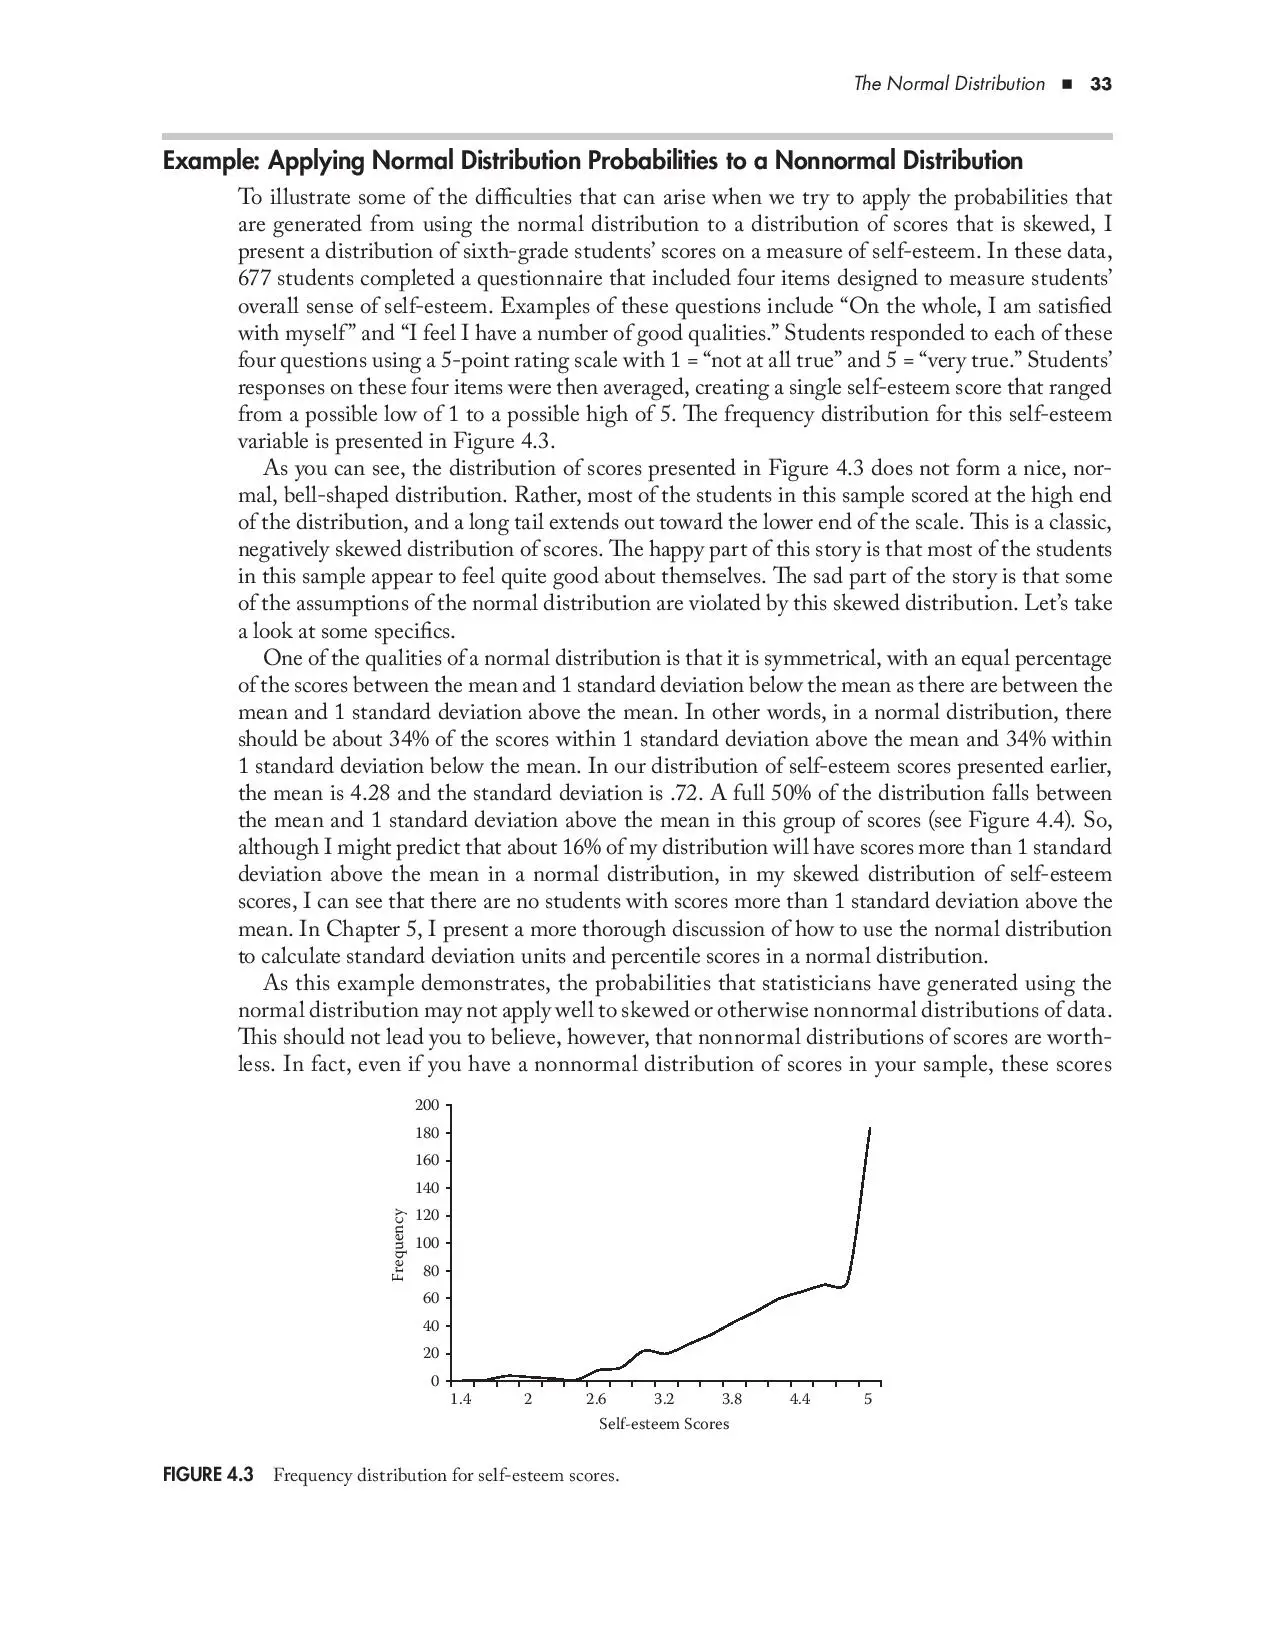 The Normal Distribution ■ 33
Example: Applying Normal Distribution Probabilities to a Nonnormal Distribution
To illustrate some of the difficulties that can arise when we try to apply the probabilities that
are generated from using the normal distribution to a distribution of scores that is skewed, I
present a distribution of sixth-grade students’ scores on a measure of self-esteem. In these data,
677 students completed a questionnaire that included four items designed to measure students’
overall sense of self-esteem. Examples of these questions include “On the whole, I am satisfied
with myself” and “I feel I have a number of good qualities.” Students responded to each of these
four questions using a 5-point rating scale with 1 = “not at all true” and 5 = “very true.” Students’
responses on these four items were then averaged, creating a single self-esteem score that ranged
from a possible low of 1 to a possible high of 5. The frequency distribution for this self-esteem
variable is presented in Figure 4.3.
As you can see, the distribution of scores presented in Figure 4.3 does not form a nice, nor-
mal, bell-shaped distribution. Rather, most of the students in this sample scored at the high end
of the distribution, and a long tail extends out toward the lower end of the scale. This is a classic,
negatively skewed distribution of scores. The happy part of this story is that most of the students
in this sample appear to feel quite good about themselves. The sad part of the story is that some
of the assumptions of the normal distribution are violated by this skewed distribution. Let’s take
a look at some specifics.
One of the qualities of a normal distribution is that it is symmetrical, with an equal percentage
of the scores between the mean and 1 standard deviation below the mean as there are between the
mean and 1 standard deviation above the mean. In other words, in a normal distribution, there
should be about 34% of the scores within 1 standard deviation above the mean and 34% within
1 standard deviation below the mean. In our distribution of self-esteem scores presented earlier,
the mean is 4.28 and the standard deviation is .72. A full 50% of the distribution falls between
the mean and 1 standard deviation above the mean in this group of scores (see Figure 4.4). So,
although I might predict that about 16% of my distribution will have scores more than 1 standard
deviation above the mean in a normal distribution, in my skewed distribution of self-esteem
scores, I can see that there are no students with scores more than 1 standard deviation above the
mean. In Chapter 5, I present a more thorough discussion of how to use the normal distribution
to calculate standard deviation units and percentile scores in a normal distribution.
As this example demonstrates, the probabilities that statisticians have generated using the
normal distribution may not apply well to skewed or otherwise nonnormal distributions of data.
This should not lead you to believe, however, that nonnormal distributions of scores are worth-
less. In fact, even if you have a nonnormal distribution of scores in your sample, these scores
200
180
160
140
120
100
80
60
40
20
0
Frequency
1.4 2 2.6 3.2 3.8 4.4 5
Self-esteem Scores
FIGURE 4.3 Frequency distribution for self-esteem scores.